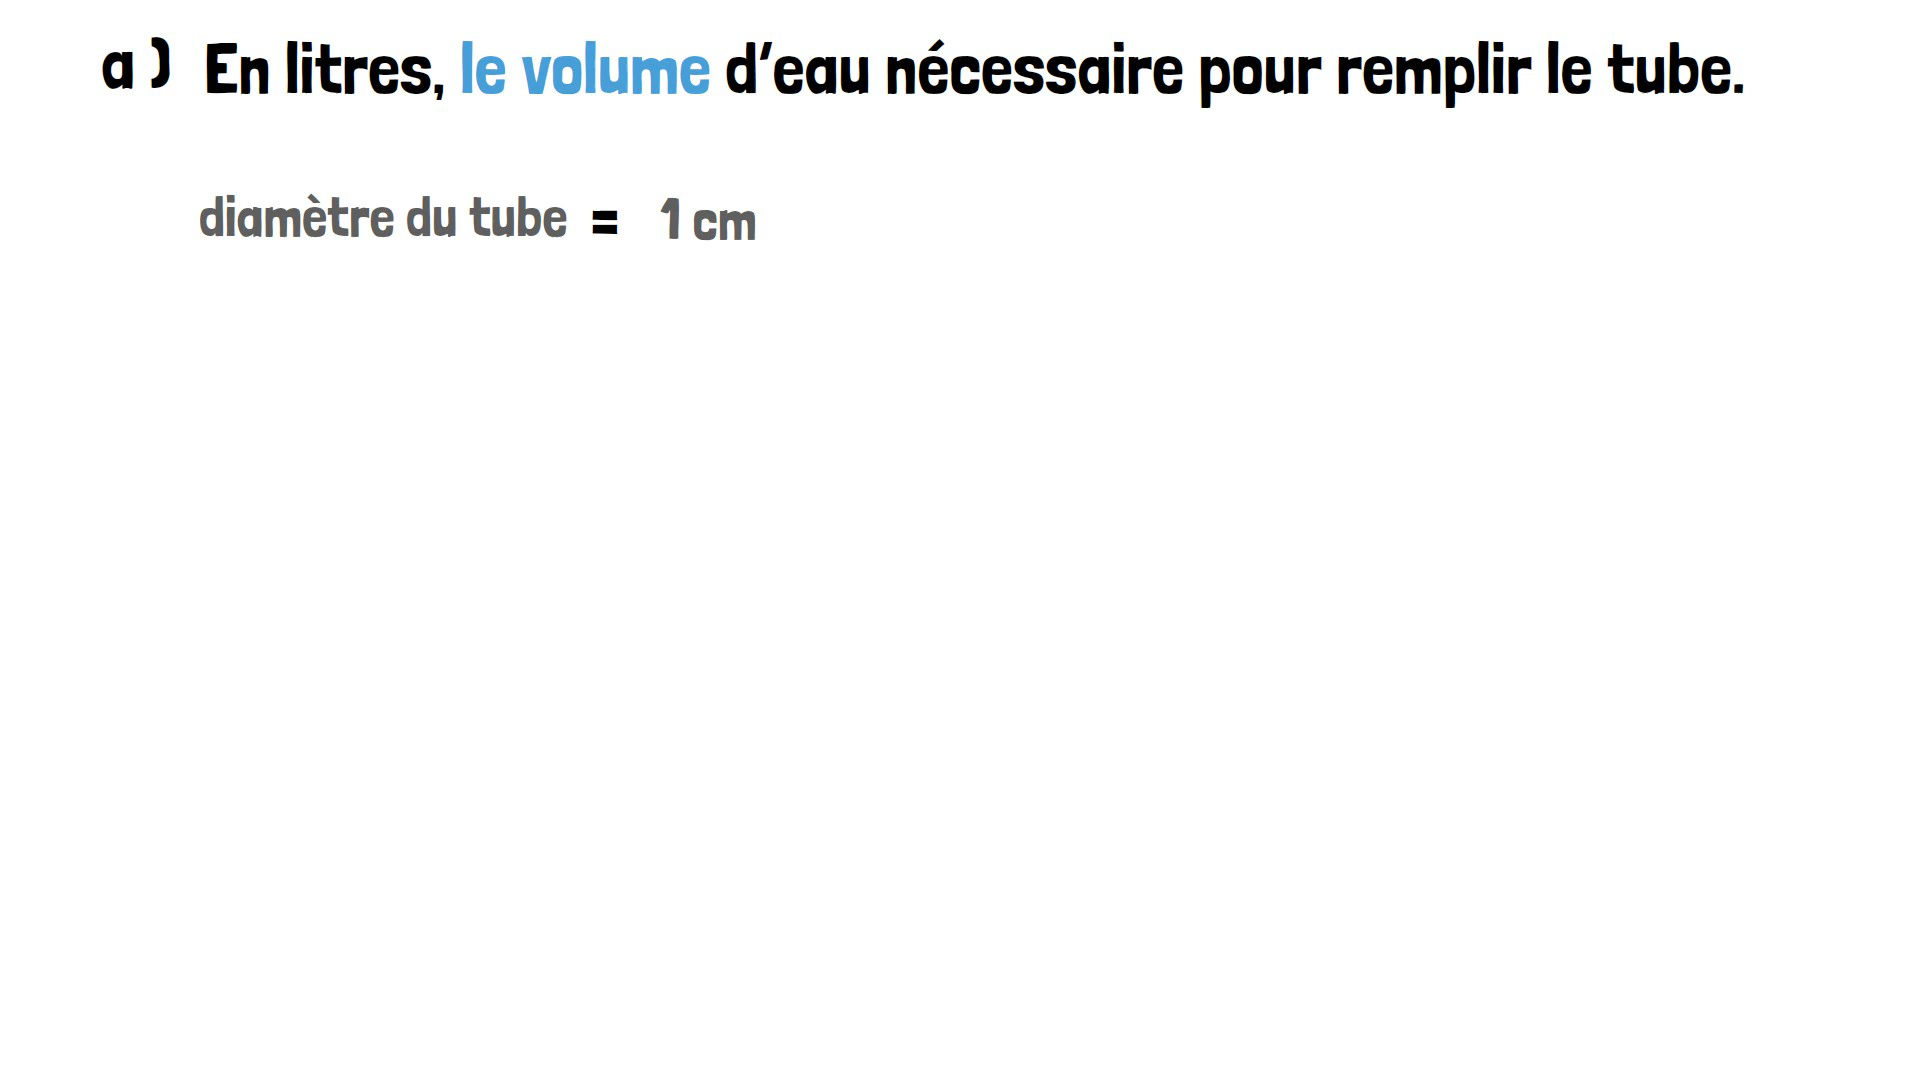 a ) En litres, le volume d’eau nécessaire pour remplir le tube.
diamètre du tube = 1 cm